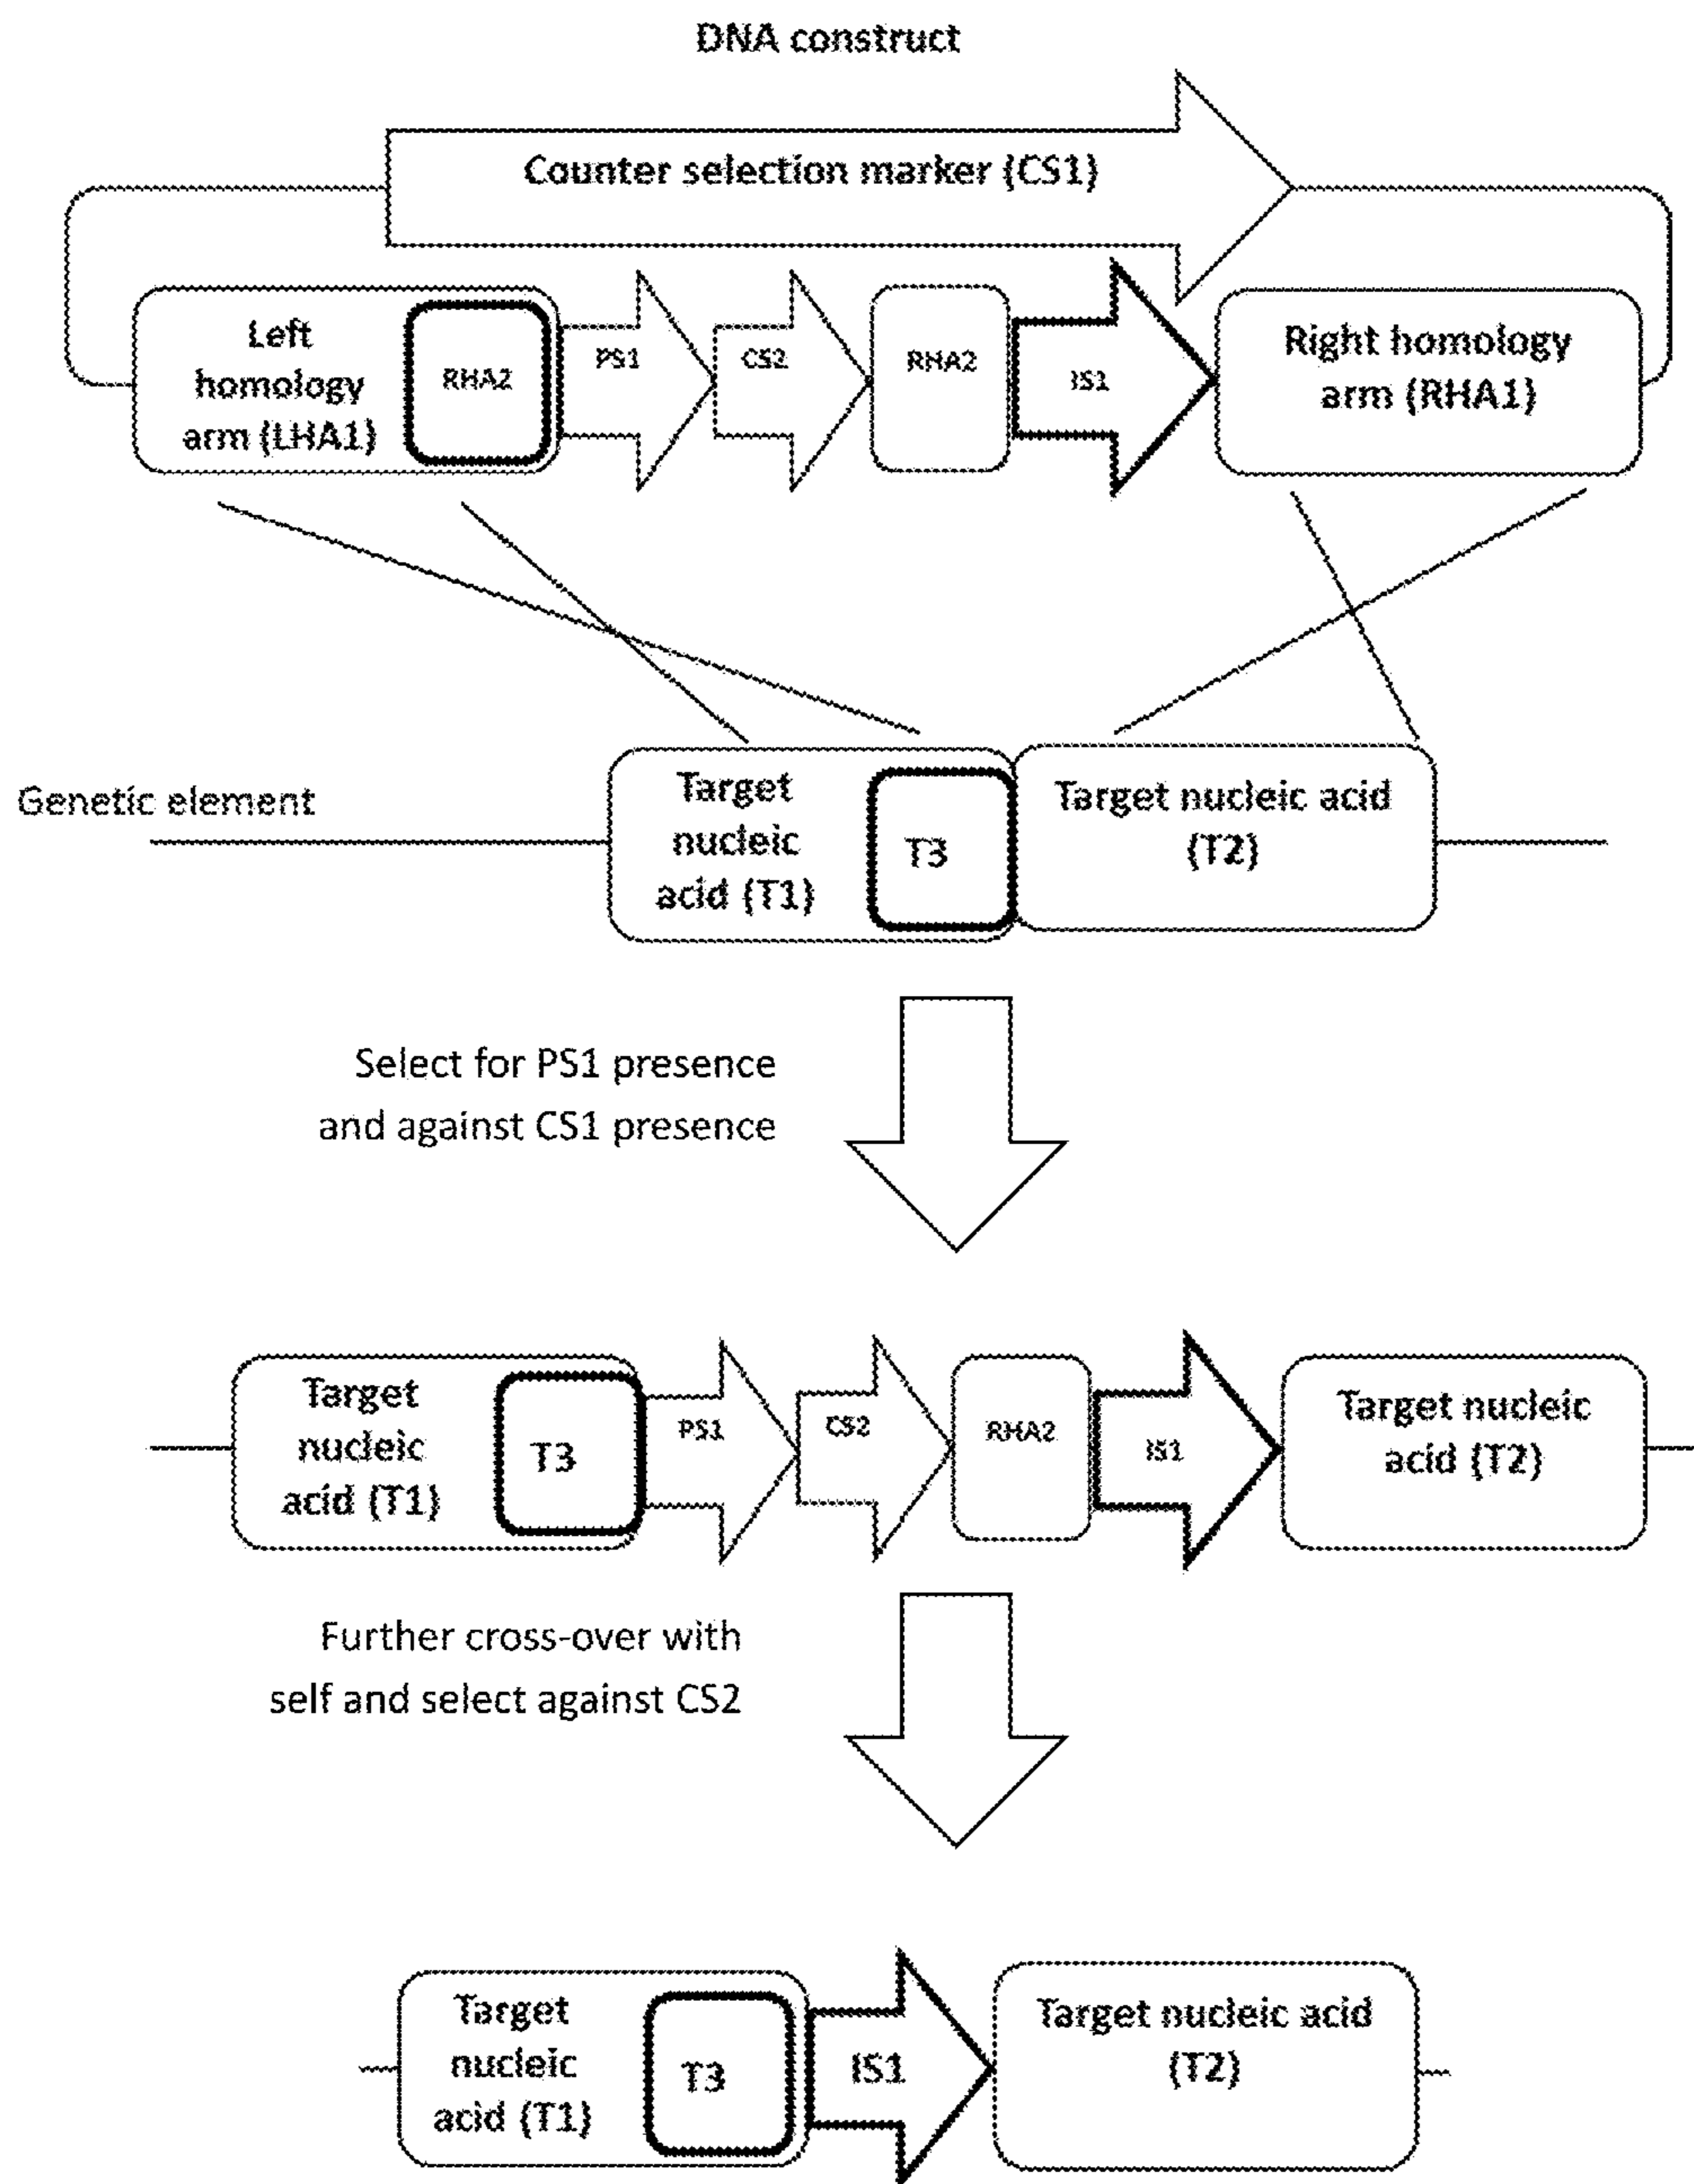 DNA construct
Counter selection marker (CS1)
Left
homology
arm (LHA1)
RHA2
PS1
CS2
RHA2
IS1
Right homology
arm (RHA1)
Genetic element
Target
nucleic
acid (T1)
T3
Target nucleic acid
(T2)
Select for PS1 presence
and against CS1 presence
Target
nucleic
acid (T1)
T3
PS1
CS2
RHA2
IS1
Target nucleic
acid (T2)
Further cross-over with
self and select against CS2
Target
nucleic
acid (T1)
T3
IS1
Target nucleic acid
(T2)